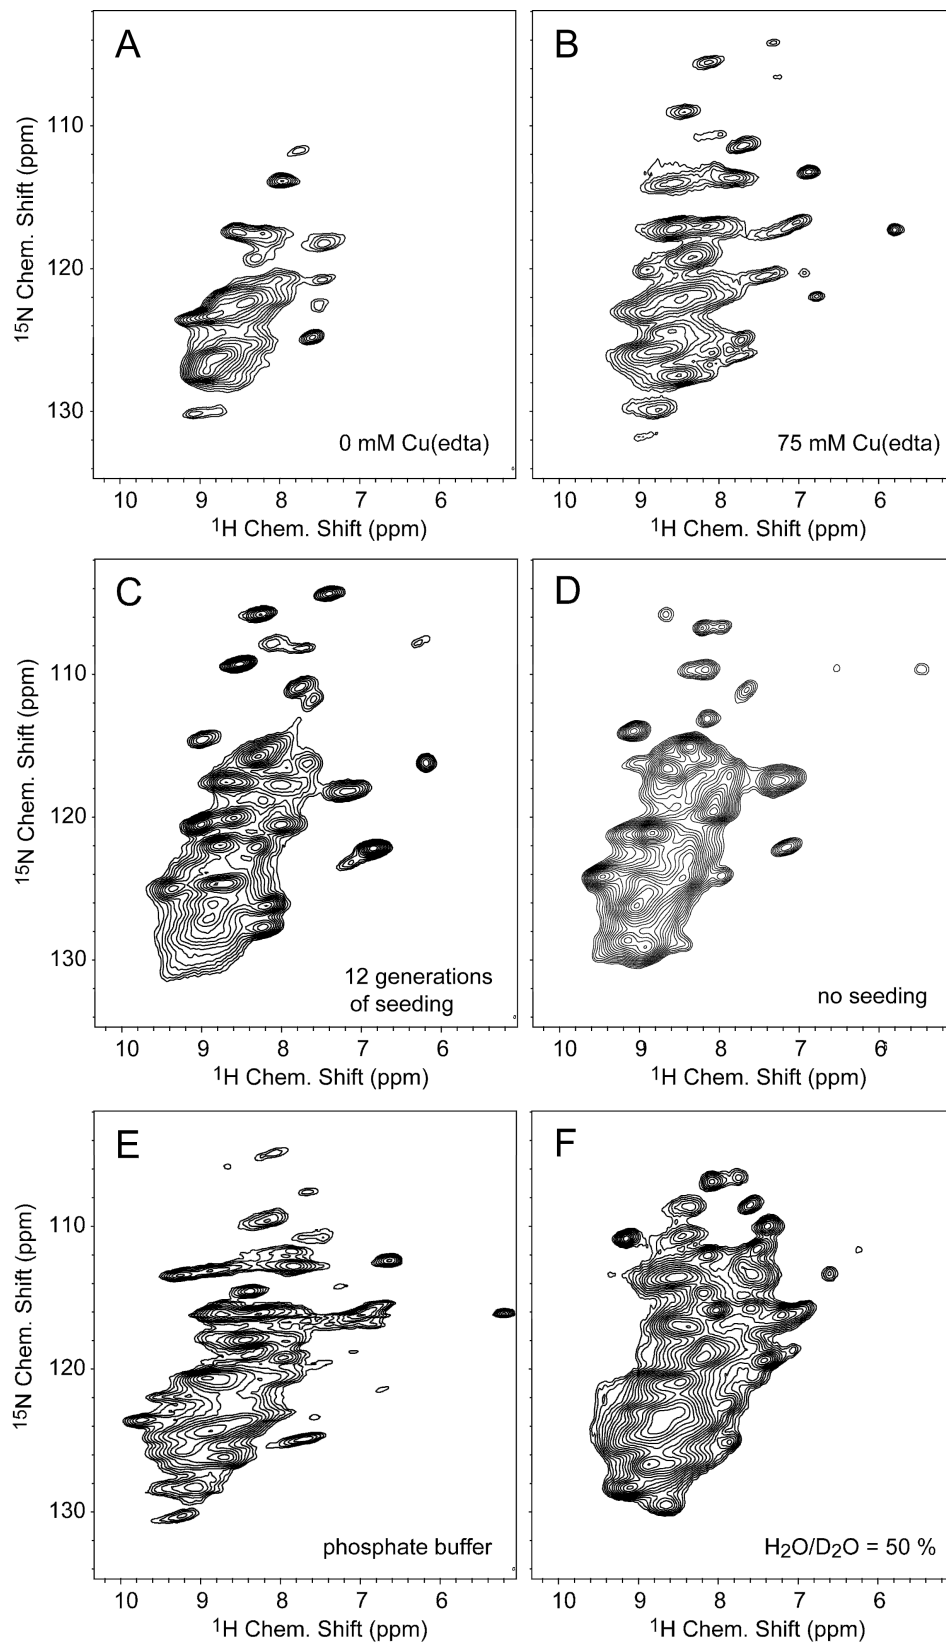 A
B
110
120
130
15N Chem. Shift (ppm)
0 mM Cu(edta)
75 mM Cu(edta)
10 9 8 7 6
10 9 8 7 6
1H Chem. Shift (ppm)
1H Chem. Shift (ppm)
15N Chem. Shift (ppm)
C
D
110
120
130
15N Chem. Shift (ppm)
12 generations
of seeding
no seeding
10 9 8 7 6
10 9 8 7 6
1H Chem. Shift (ppm)
1H Chem. Shift (ppm)
E
F
110
120
130
15N Chem. Shift (ppm)
phosphate buffer
H2O/D2O = 50 %
10 9 8 7 6
10 9 8 7 6
1H Chem. Shift (ppm)
1H Chem. Shift (ppm)